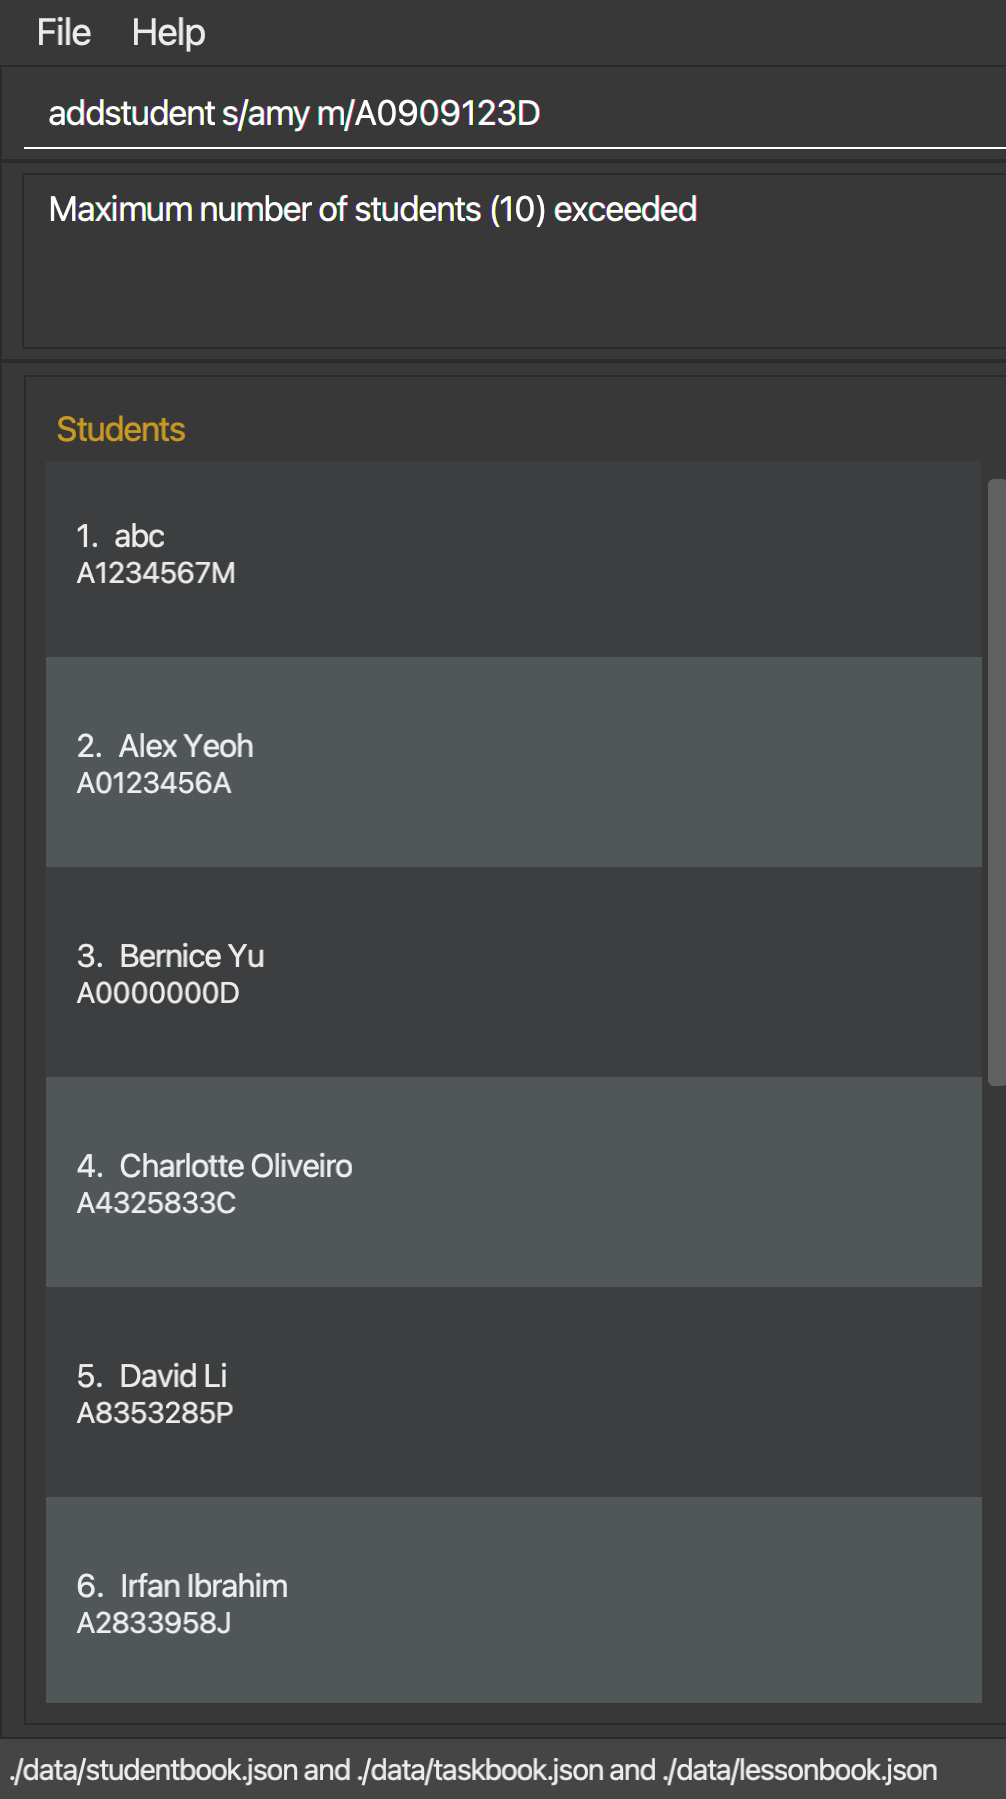 File Help
addstudent s/amy m/A0909123D
Maximum number of students (10) exceeded
Students
1. abc
A1234567M
2. Alex Yeoh
A0123456A
3. Bernice Yu
A0000000D
4. Charlotte Oliveiro
A4325833C
5. David Li
A8353285P
6. Irfan Ibrahim
A2833958J
./data/studentbook.json and ./data/taskbook.json and ./data/lessonbook.json